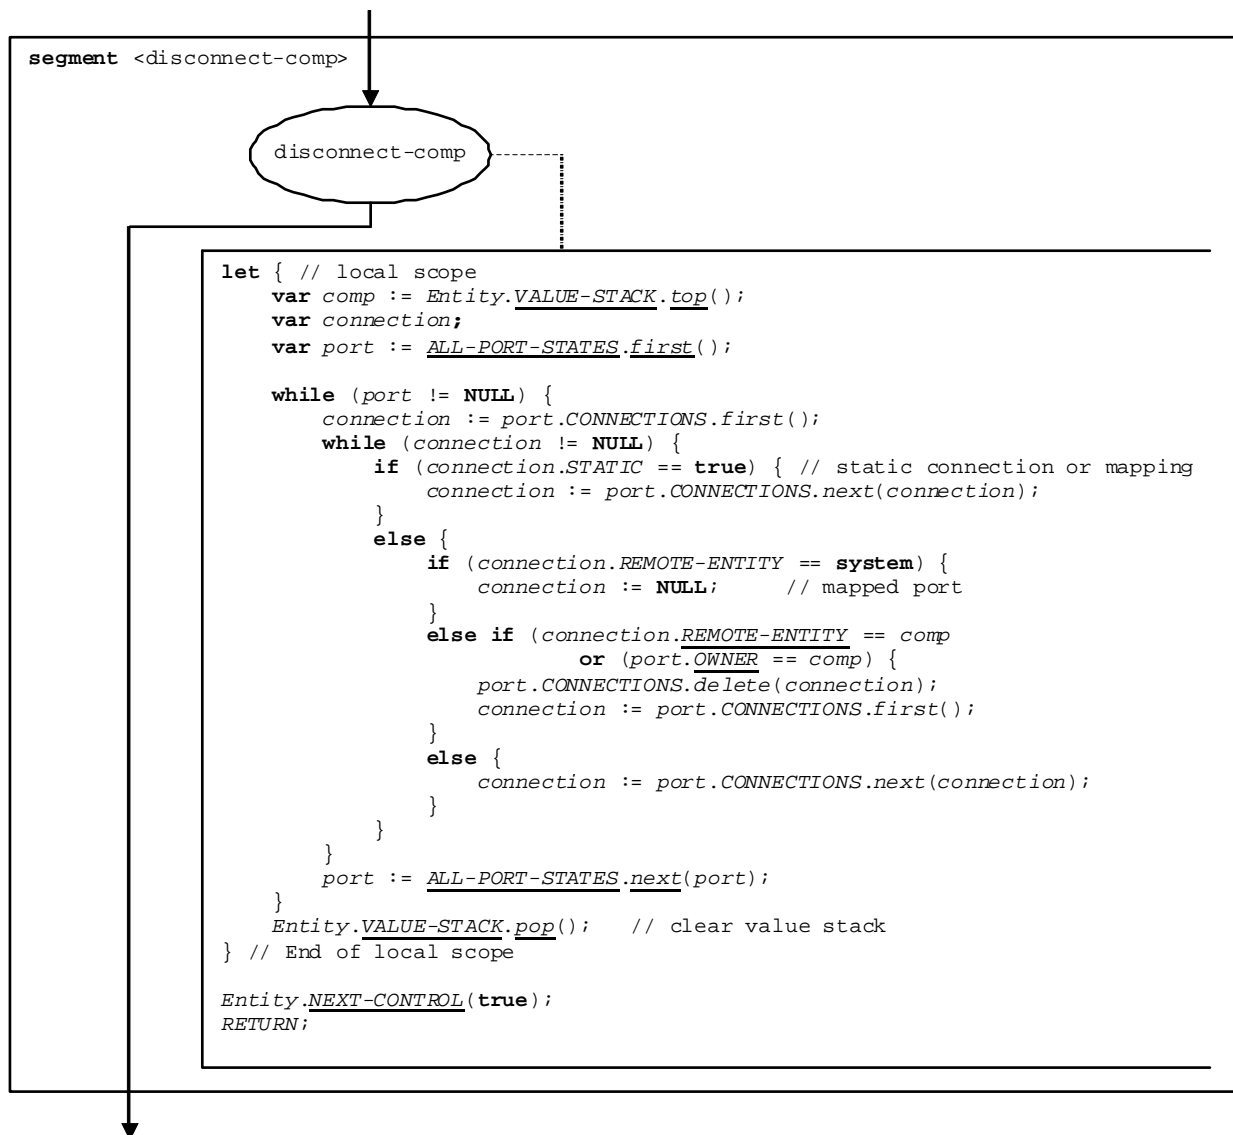 segment <disconnect-comp>
disconnect-comp
let { // local scope
var comp := Entity.VALUE-STACK.top();
var connection;
var port := ALL-PORT-STATES.first();
while (port != NULL) {
connection := port.CONNECTIONS.first();
while (connection != NULL) {
if (connection.STATIC == true) { // static connection or mapping
connection := port.CONNECTIONS.next(connection);
}
else {
if (connection.REMOTE-ENTITY == system) {
connection := NULL; // mapped port
}
else if (connection.REMOTE-ENTITY == comp
or (port.OWNER == comp) {
port.CONNECTIONS.delete(connection);
connection := port.CONNECTIONS.first();
}
else {
connection := port.CONNECTIONS.next(connection);
}
}
}
port := ALL-PORT-STATES.next(port);
}
Entity.VALUE-STACK.pop(); // clear value stack
} // End of local scope
Entity.NEXT-CONTROL(true);
RETURN;